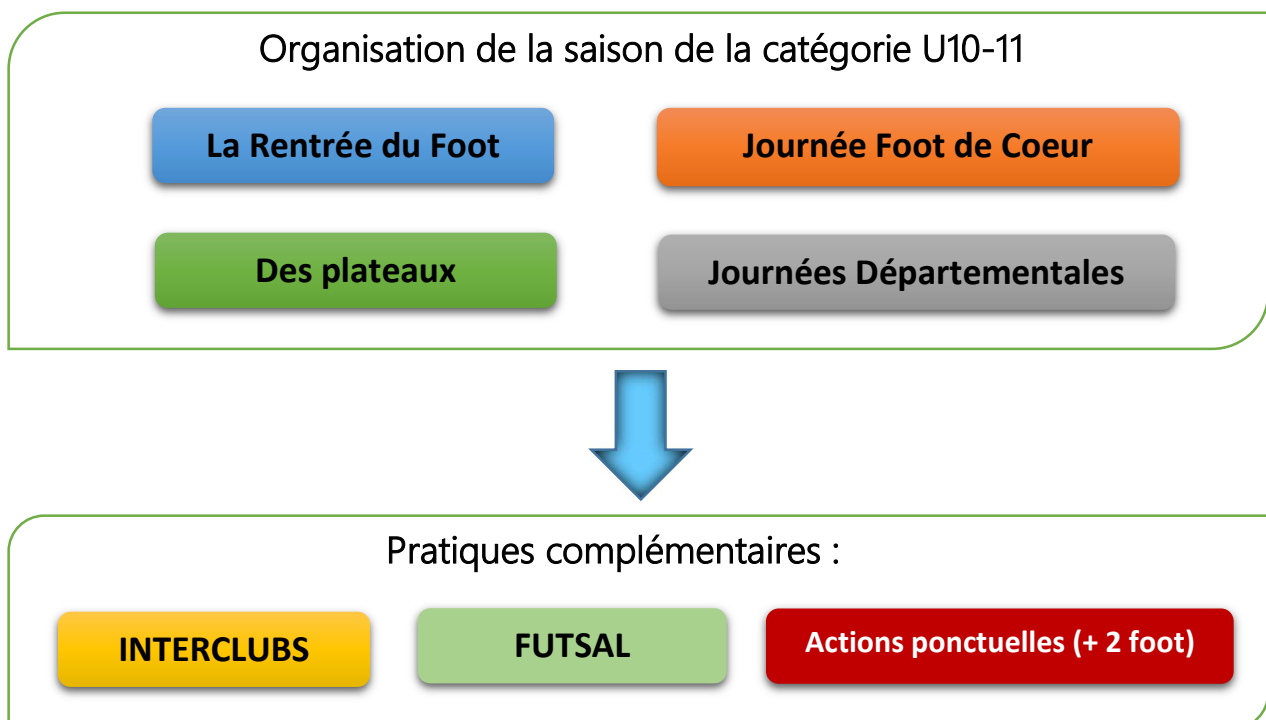 Organisation de la saison de la catégorie U10-11
La Rentrée du Foot
Journée Foot de Coeur
Des plateaux
Journées Départementales
Pratiques complémentaires :
INTERCLUBS
FUTSAL
Actions ponctuelles (+ 2 foot)